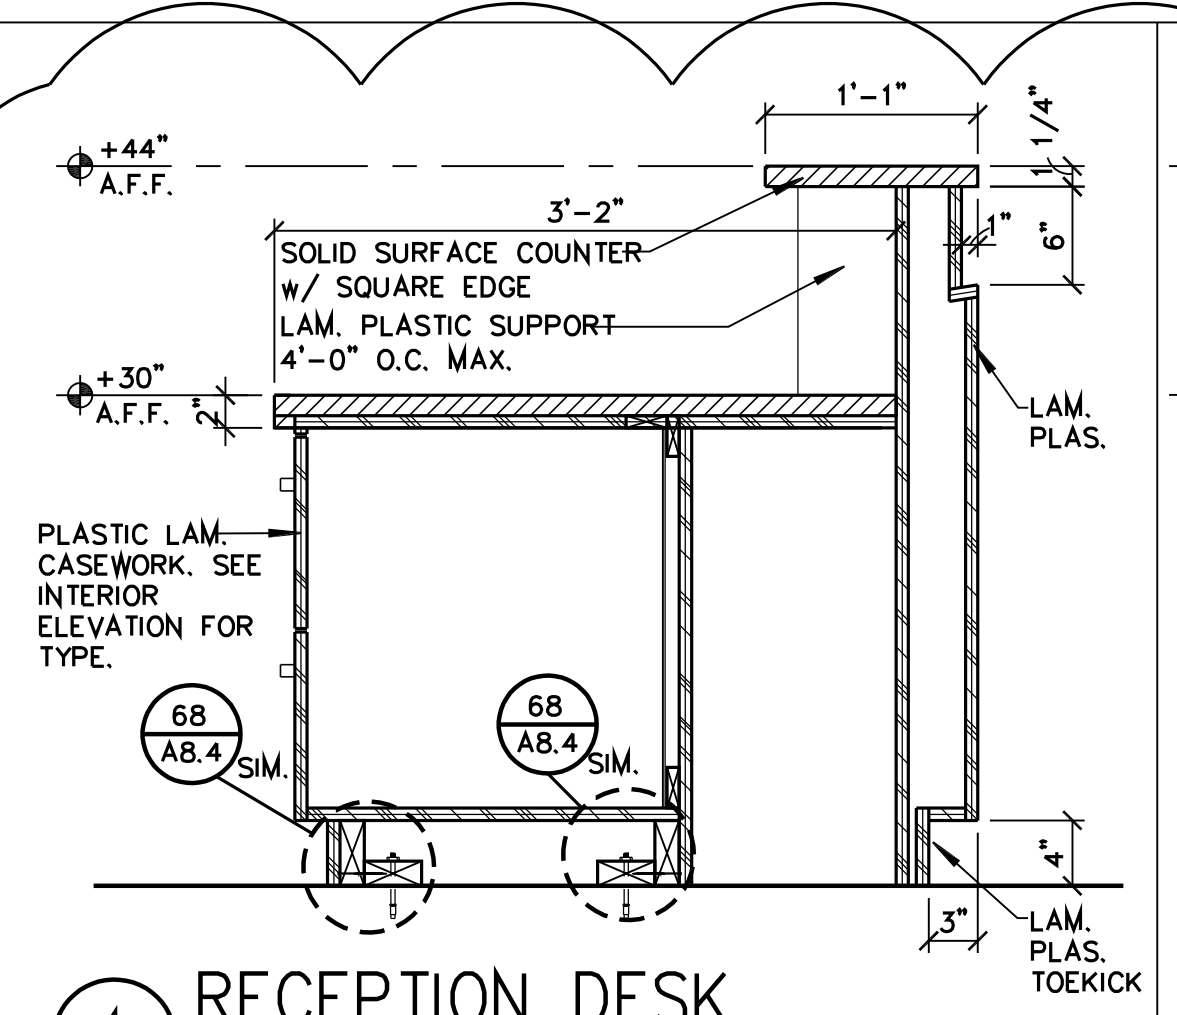 1'-1"
1 1/4"
+44"
A.F.F.
3'-2"
1"
6"
SOLID SURFACE COUNTER
W/ SQUARE EDGE
LAM. PLASTIC SUPPORT
4'-0" O.C. MAX.
+30"
A.F.F.
2"
LAM.
PLAS.
PLASTIC LAM.
CASEWORK. SEE
INTERIOR
ELEVATION FOR
TYPE.
68
A8.4
SIM.
68
A8.4
SIM.
4"
3"
LAM.
PLAS.
TOEKICK
RECEPTION DESK